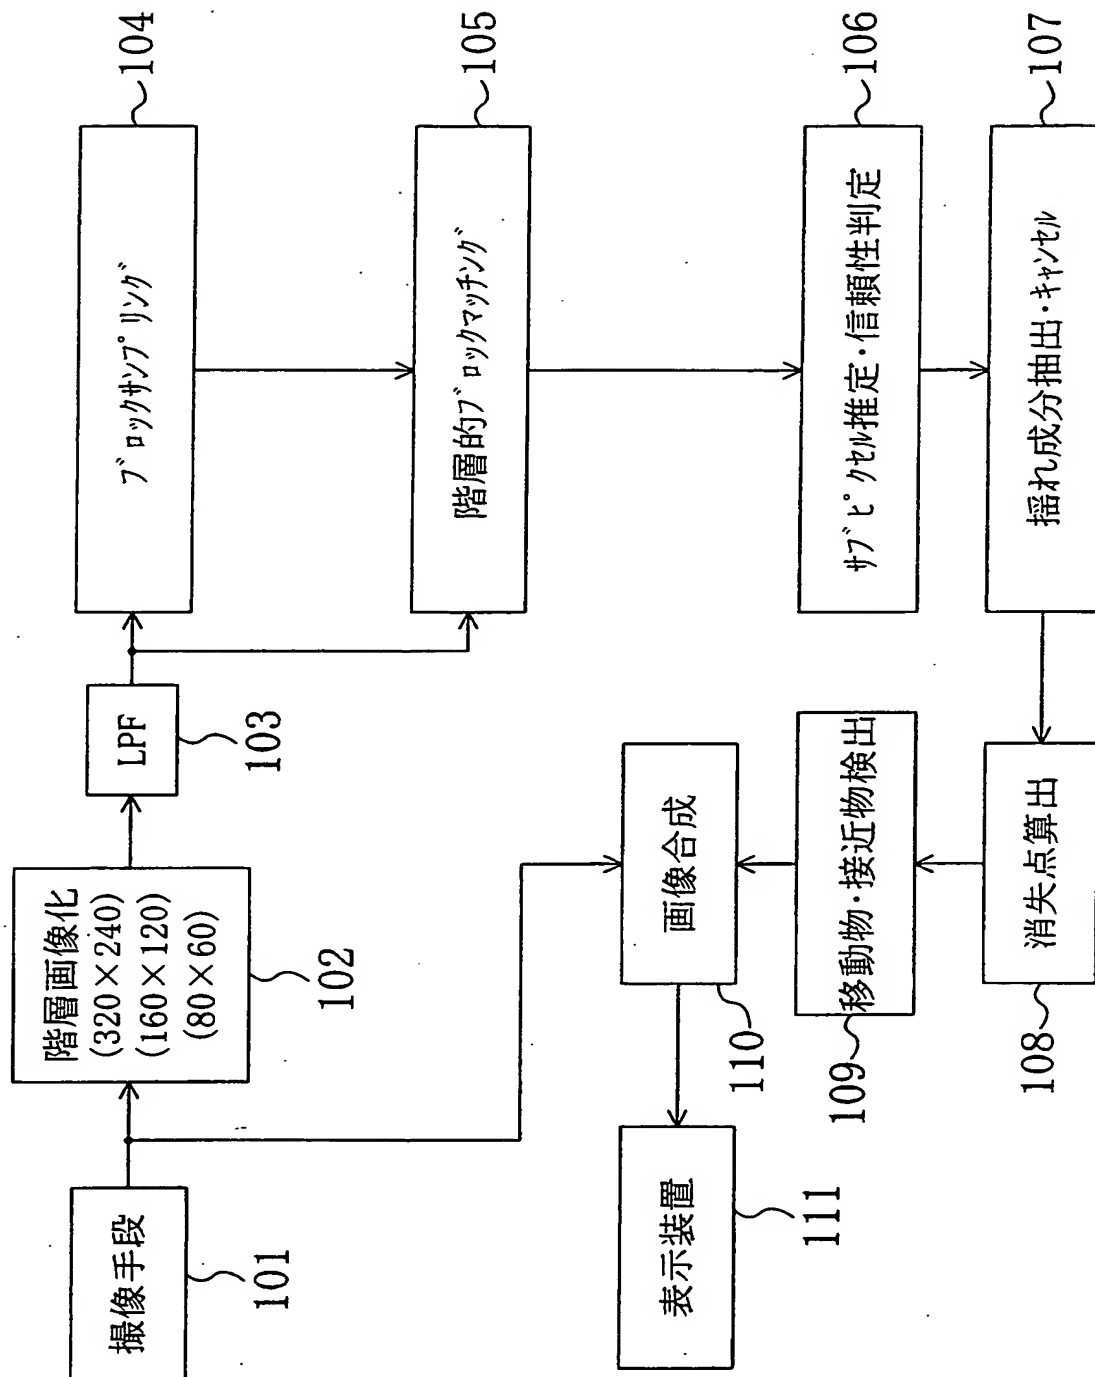 撮像手段
101
階層画像化
(320×240)
(160×120)
(80×60)
102
LPF
103
ブロックサンプリング
104
階層的ブロックマッチング
105
サブピクセル推定・信頼性判定
106
揺れ成分抽出・キャンセル
107
消失点算出
108
移動物・接近物検出
109
画像合成
110
表示装置
111